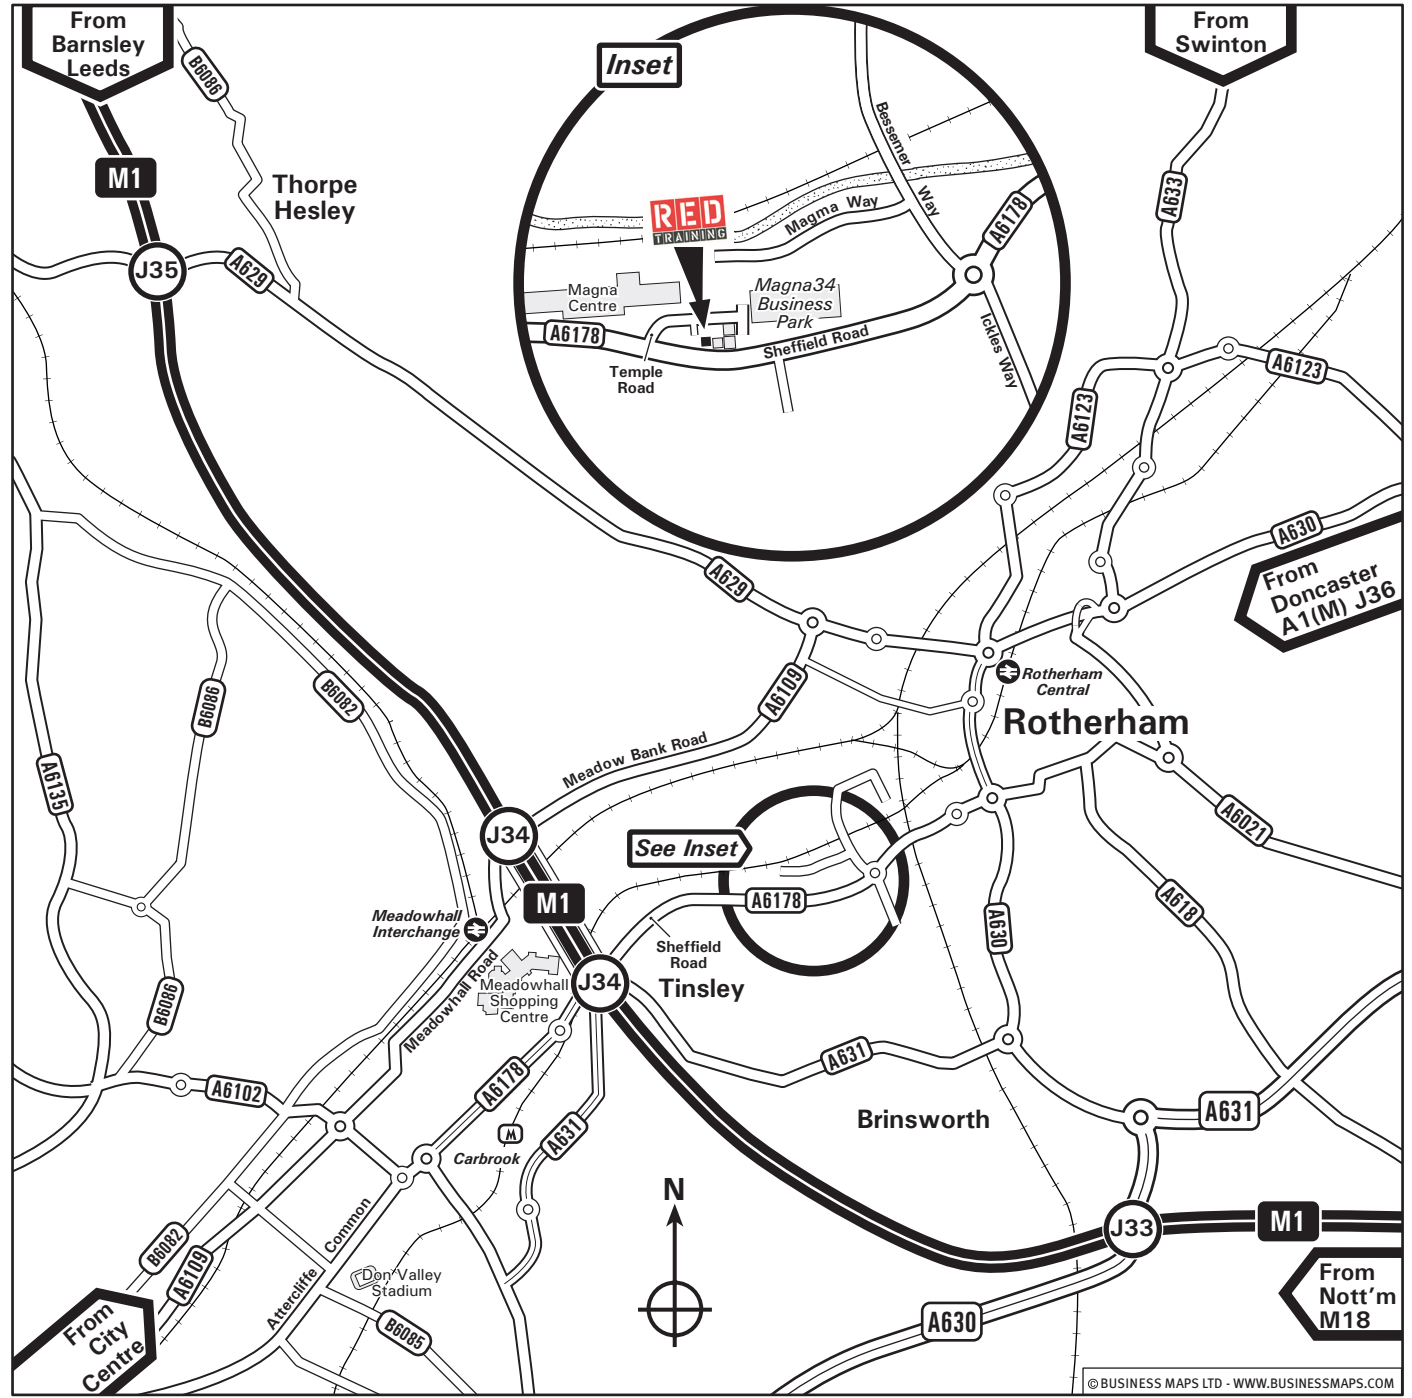 From
Barnsley
Leeds
From
Swinton
Inset
B6086
M1
Thorpe
Hesley
J35
A629
Bessemer
Way
A6178
Magma Way
RED
TRAINING
Magna
Centre
Magna34
Business
Park
A6178
Sheffield Road
Temple
Road
Ickles Way
A633
A6123
A6123
A630
From
Doncaster
A1(M) J36
A629
A6109
Rotherham
Central
Rotherham
B6086
B6082
Meadow Bank Road
A6135
J34
See Inset
A6021
M1
A6178
A618
A630
Meadowhall
Interchange
Sheffield
Road
Meadowhall Road
Meadowhall
Shopping
Centre
J34
Tinsley
B6086
A6102
A6178
A631
A631
A631
Brinsworth
M
Carbrook
N
J33
M1
B6082
A6109
Attercliffe
Common
Don Valley
Stadium
B6085
From
City
Centre
A630
From
Nott'm
M18
© BUSINESS MAPS LTD - WWW.BUSINESSMAPS.COM